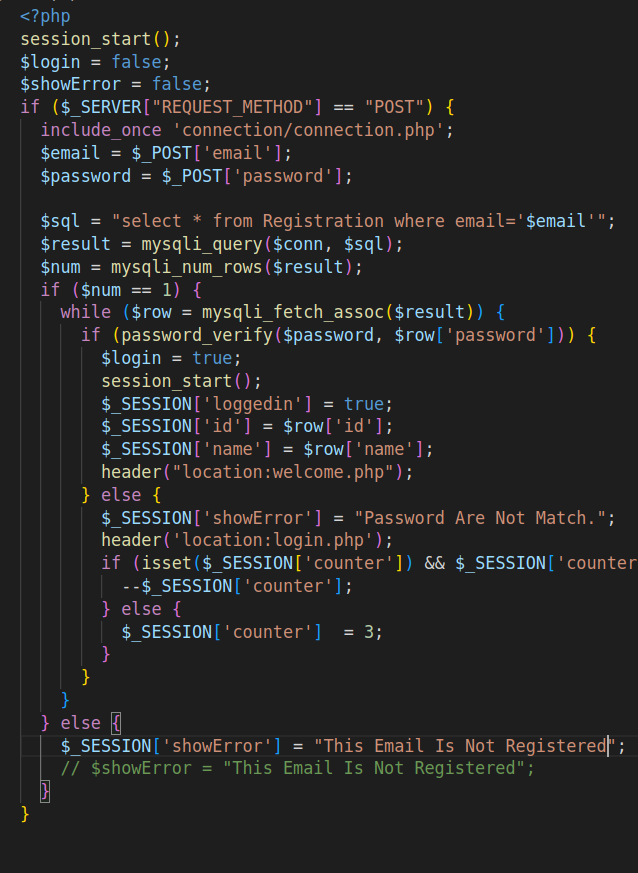 <?php
session_start();
$login = false;
$showError = false;
if ($_SERVER["REQUEST_METHOD"] == "POST") {
  include_once 'connection/connection.php';
  $email = $_POST['email'];
  $password = $_POST['password'];

  $sql = "select * from Registration where email='$email'";
  $result = mysqli_query($conn, $sql);
  $num = mysqli_num_rows($result);
  if ($num == 1) {
    while ($row = mysqli_fetch_assoc($result)) {
      if (password_verify($password, $row['password'])) {
        $login = true;
        session_start();
        $_SESSION['loggedin'] = true;
        $_SESSION['id'] = $row['id'];
        $_SESSION['name'] = $row['name'];
        header("location:welcome.php");
      } else {
        $_SESSION['showError'] = "Password Are Not Match.";
        header('location:login.php');
        if (isset($_SESSION['counter']) && $_SESSION['counter
          --$_SESSION['counter'];
        } else {
          $_SESSION['counter']  = 3;
        }
      }
    }
  } else {
    $_SESSION['showError'] = "This Email Is Not Registered";
    // $showError = "This Email Is Not Registered";
  }
}